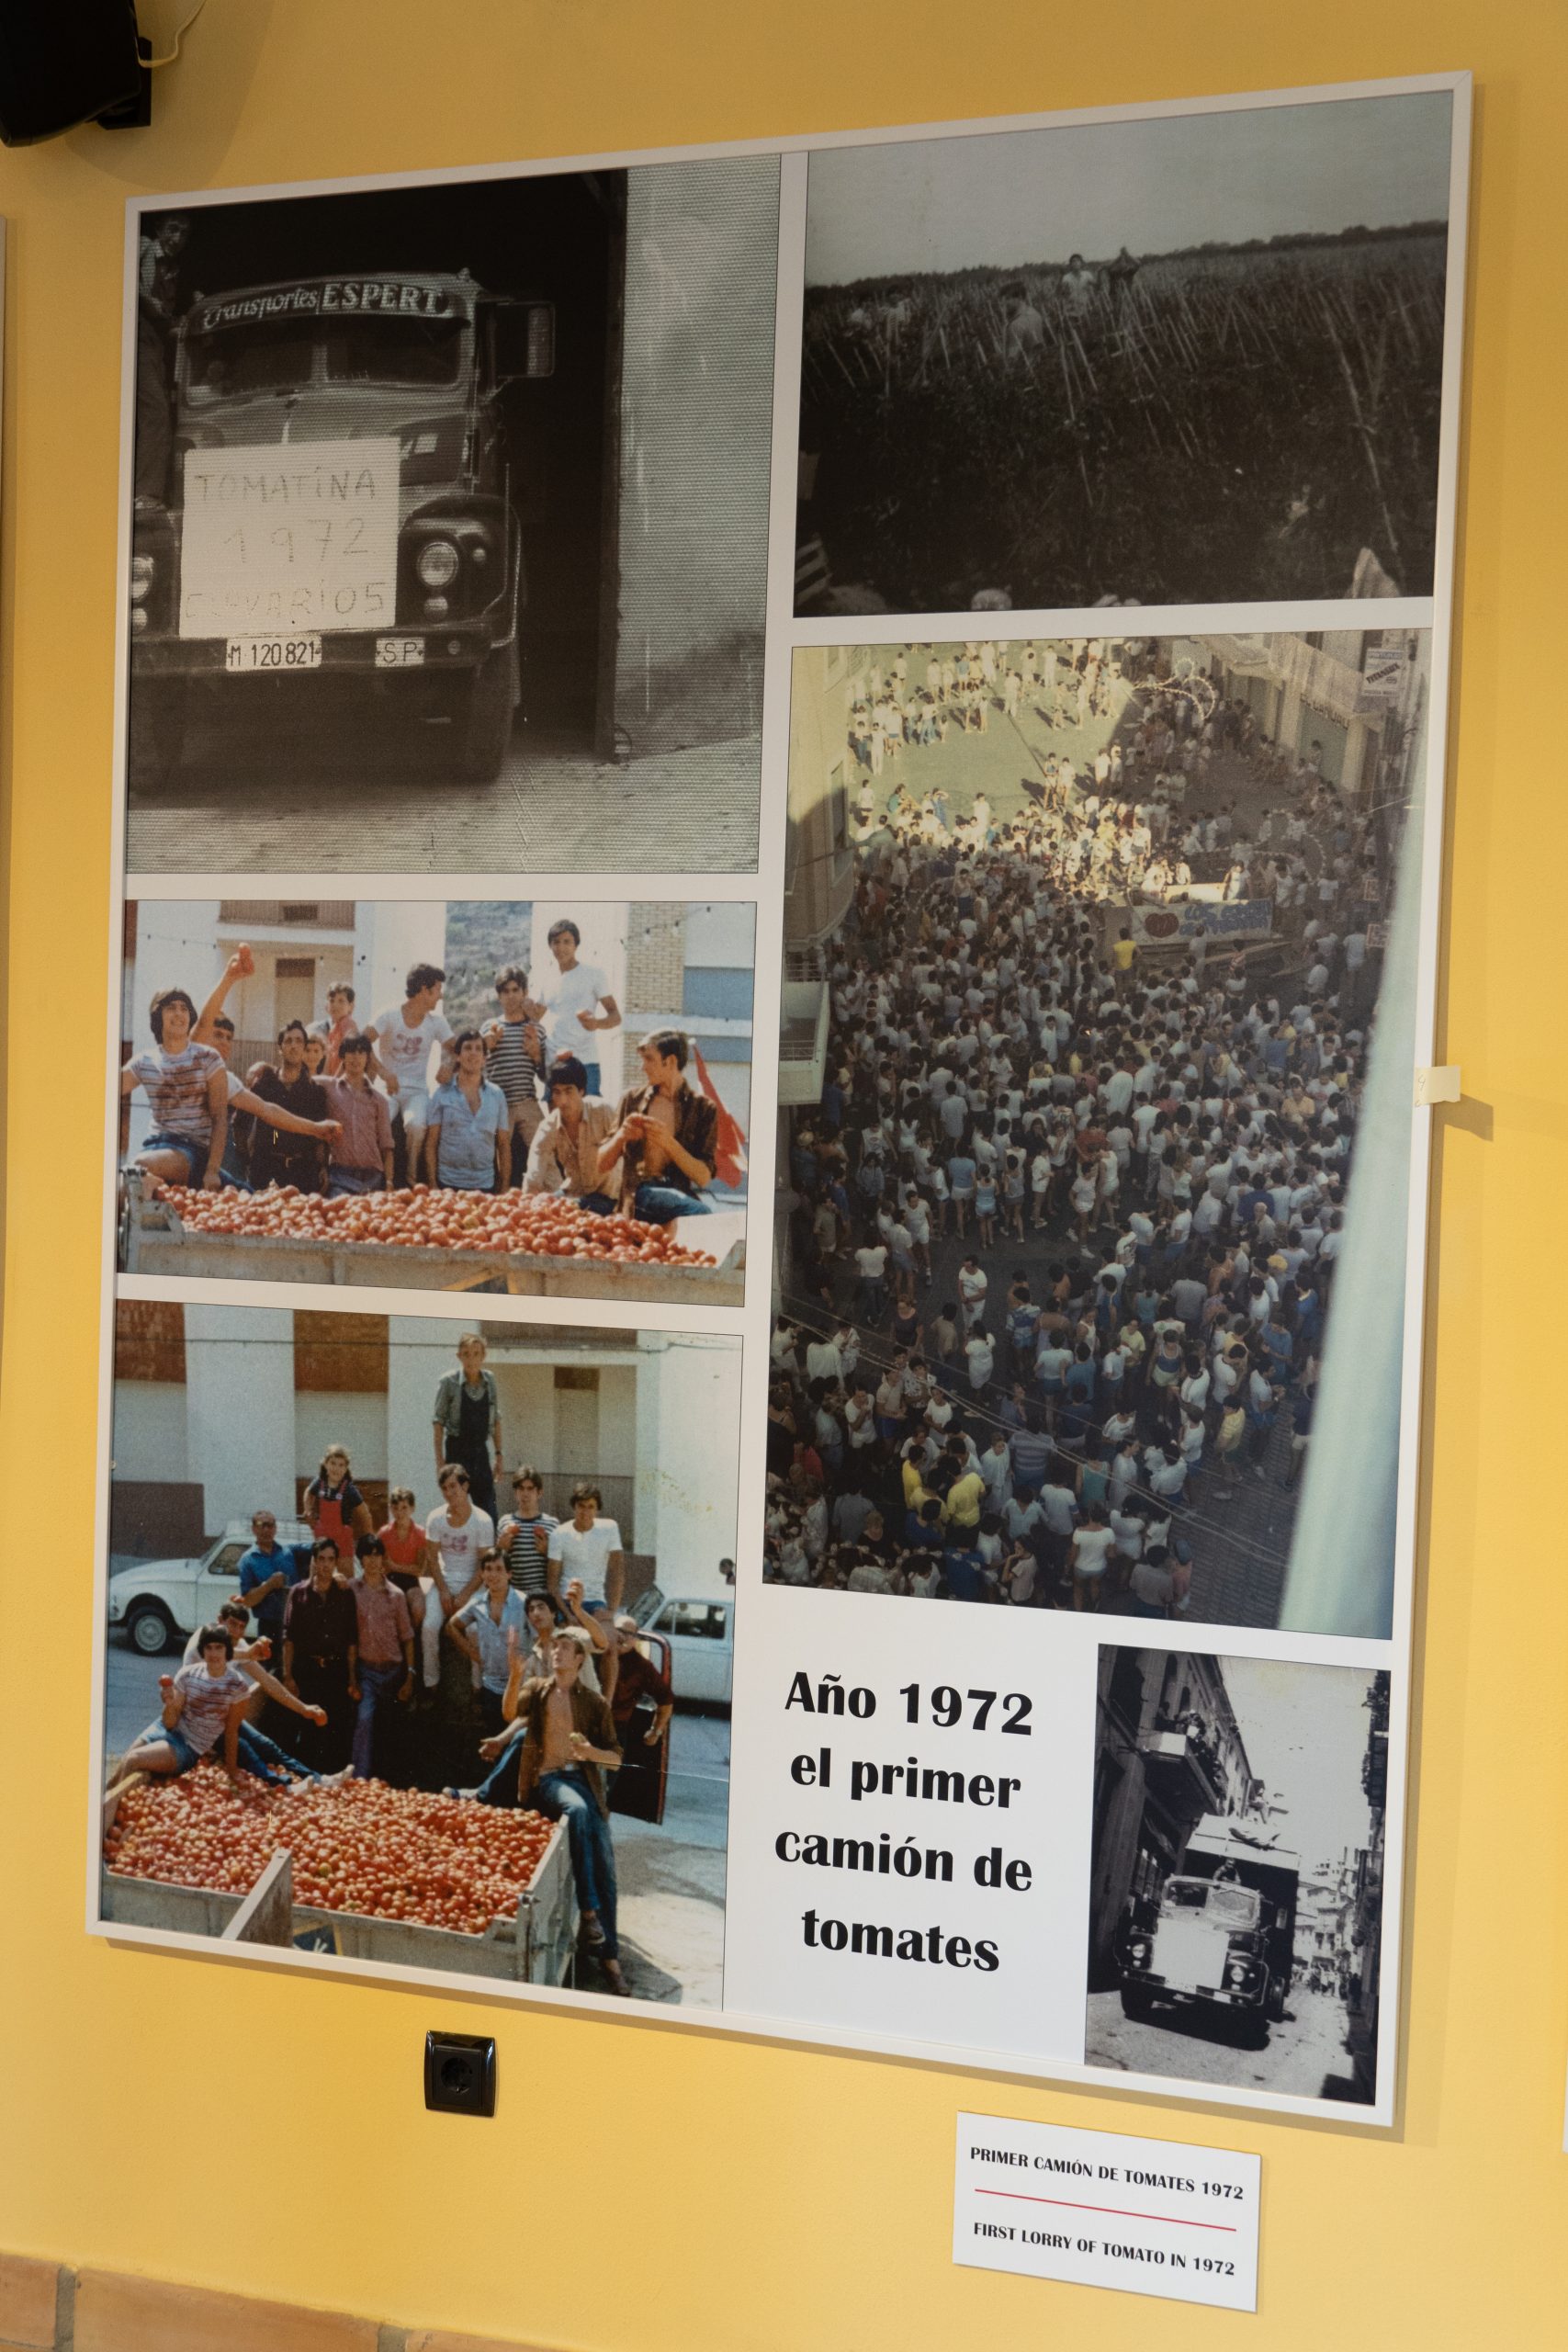 Transportes ESPERT
TOMATINA
1972
CLAVARIOS
M 120821 SP
Año 1972
el primer
camión de
tomates
PRIMER CAMIÓN DE TOMATES 1972
FIRST LORRY OF TOMATO IN 1972